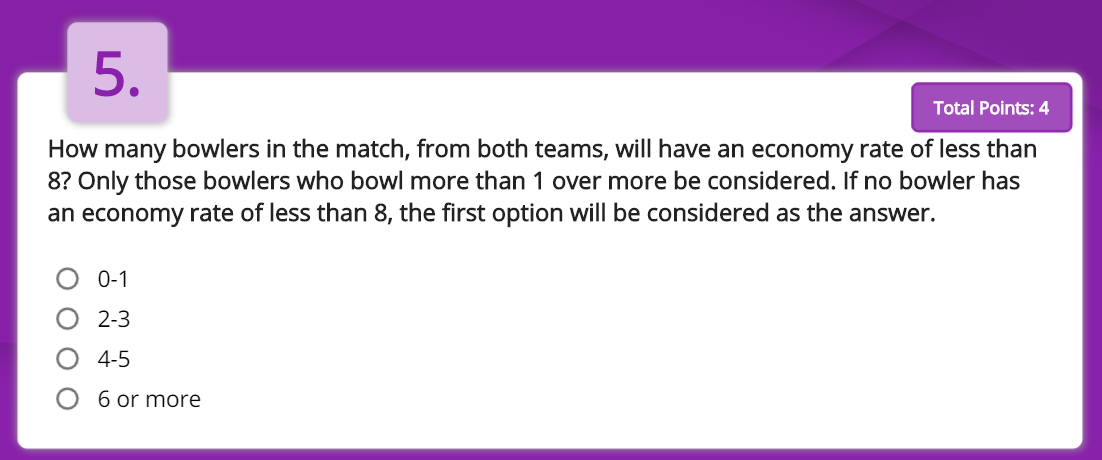 5.
Total Points: 4
How many bowlers in the match, from both teams, will have an economy rate of less than
8? Only those bowlers who bowl more than 1 over more be considered. If no bowler has
an economy rate of less than 8, the first option will be considered as the answer.
0-1
2-3
4-5
6 or more